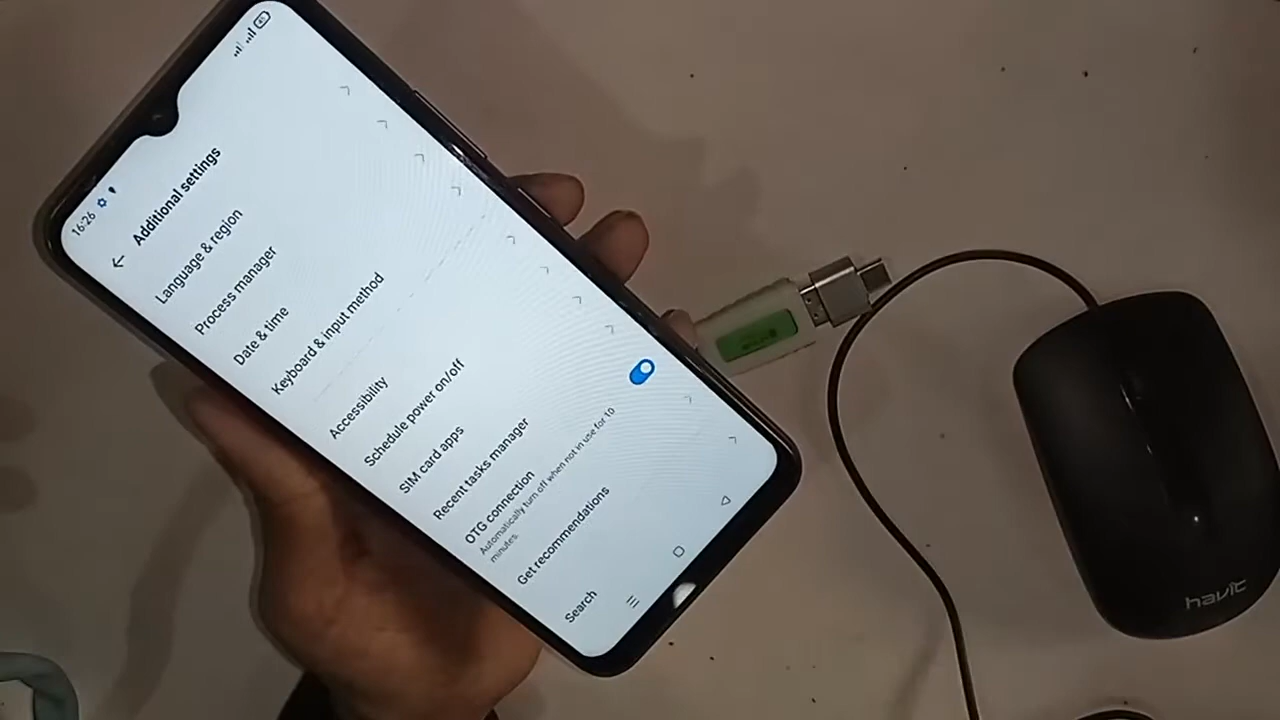 16:26
Additional settings
Language & region
Process manager
Date & time
Keyboard & input method
Accessibility
Schedule power on/off
SIM card apps
Recent tasks manager
OTG connection
Automatically turn off when not in use for 10
minutes.
Get recommendations
Search
havit